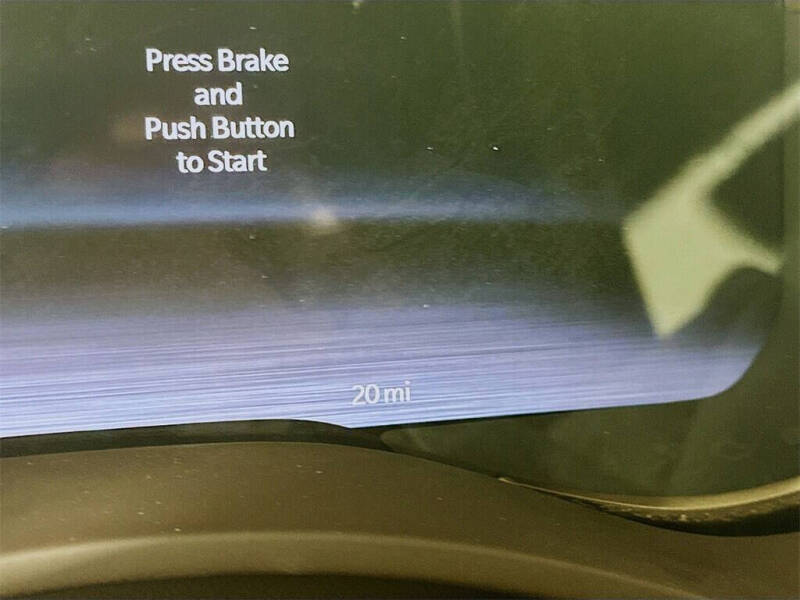 Press Brake
and
Push Button
to Start
20 mi